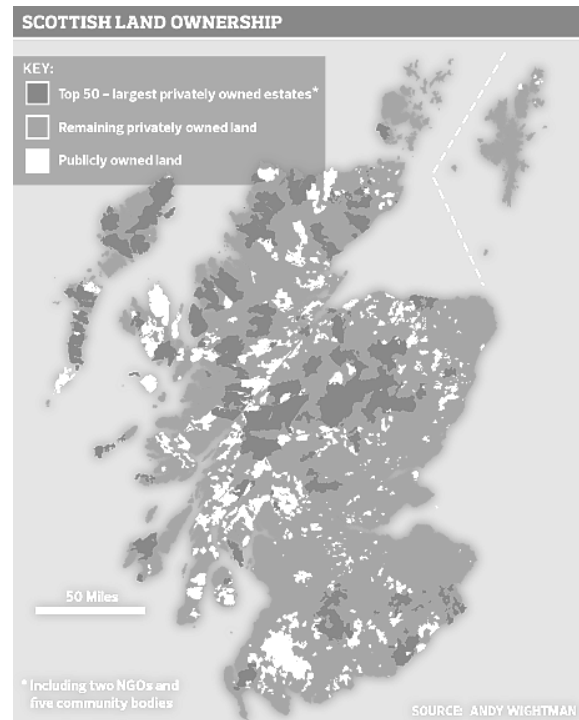 SCOTTISH LAND OWNERSHIP
KEY:
Top 50 – largest privately owned estates*
Remaining privately owned land
Publicly owned land
50 Miles
* Including two NGOs and
five community bodies
SOURCE: ANDY WIGHTMAN